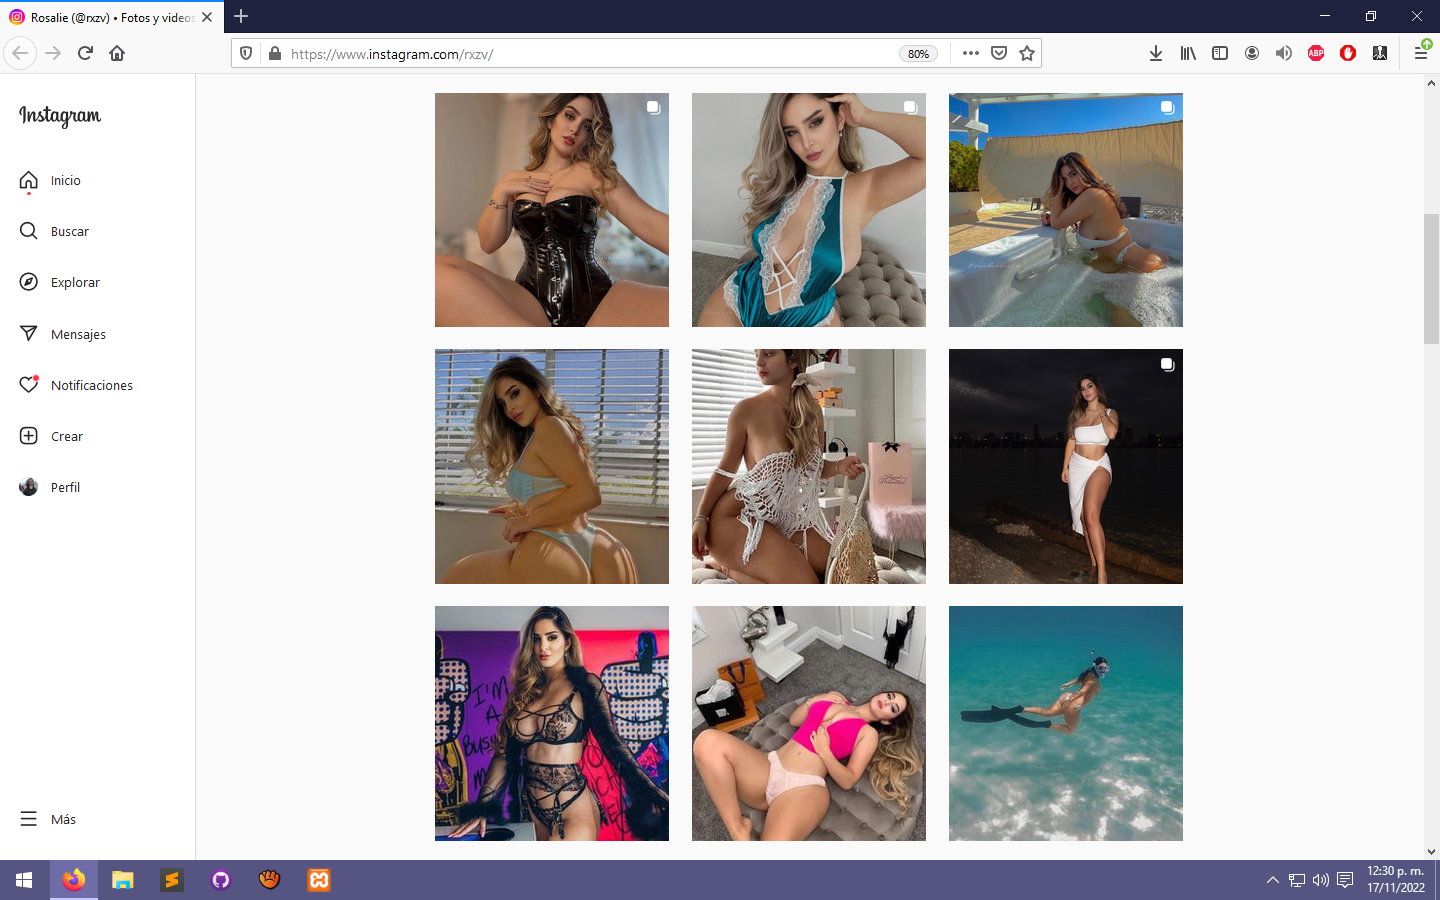 Rosalie (@rxzv) • Fotos y videos
https://www.instagram.com/rxzv/
80%
ABP
Instagram
Inicio
Buscar
Explorar
Mensajes
Notificaciones
Crear
Perfil
I'M
A
BUSY
Más
12:30 p. m.
17/11/2022